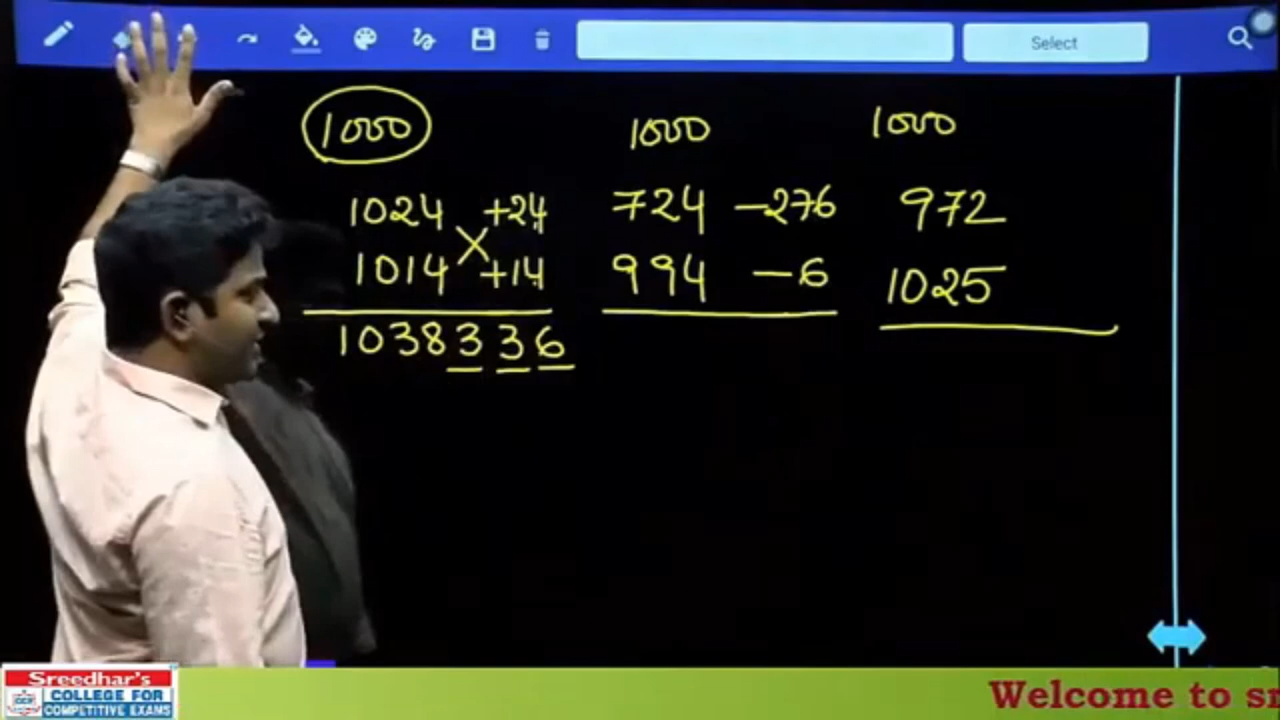 Select
1000 1000 1000
1024 +24 724 -276 972
1014 +14 994 -6 1025
1038336
Sreedhar's
COLLEGE FOR
COMPETITIVE EXAMS
Welcome to sr